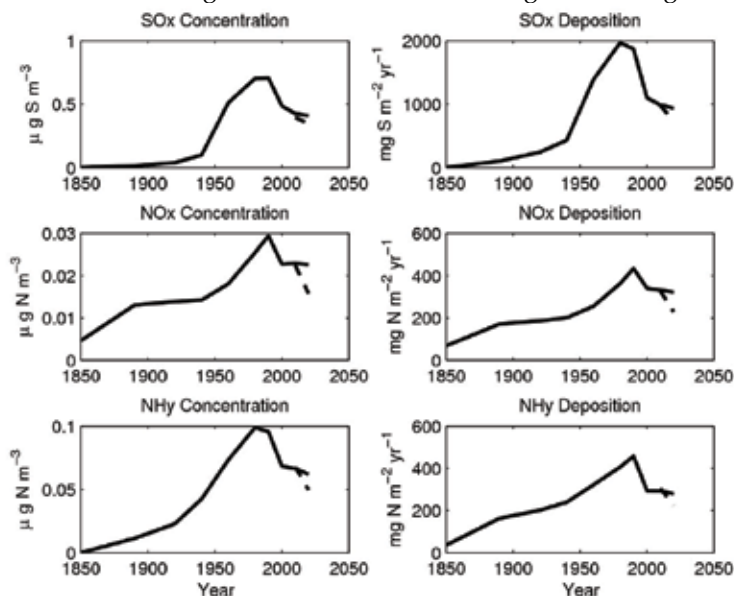 SOx Concentration
1
0.5
0
µ g S m⁻³
1850 1900 1950 2000 2050
SOx Deposition
2000
1000
0
mg S m⁻² yr⁻¹
1850 1900 1950 2000 2050
NOx Concentration
0.03
0.02
0.01
0
µ g N m⁻³
1850 1900 1950 2000 2050
NOx Deposition
600
400
200
0
mg N m⁻² yr⁻¹
1850 1900 1950 2000 2050
NHy Concentration
0.1
0.05
0
µ g N m⁻³
1850 1900 1950 2000 2050
Year
NHy Deposition
600
400
200
0
mg N m⁻² yr⁻¹
1850 1900 1950 2000 2050
Year